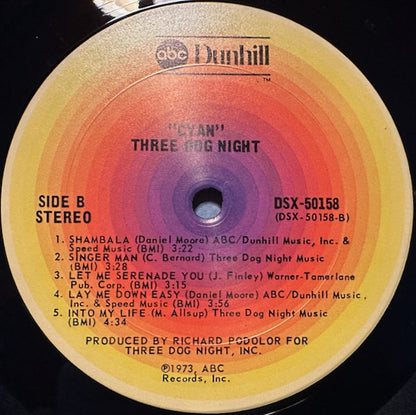 abc Dunhill
TM
"CYAN"
THREE DOG NIGHT
SIDE B
STEREO
DSX-50158
(DSX-50158-B)
1. SHAMBALA (Daniel Moore) ABC/Dunhill Music, Inc. &
Speed Music (BMI) 3:22
2. SINGER MAN (C. Bernard) Three Dog Night Music
(BMI) 3:28
3. LET ME SERENADE YOU (J. Finley) Warner-Tamerlane
Pub. Corp. (BMI) 3:15
4. LAY ME DOWN EASY (Daniel Moore) ABC/Dunhill Music,
Inc. & Speed Music (BMI) 3:56
5. INTO MY LIFE (M. Allsup) Three Dog Night Music
(BMI) 4:34
PRODUCED BY RICHARD PODOLOR FOR
THREE DOG NIGHT, INC.
℗1973, ABC
Records, Inc.